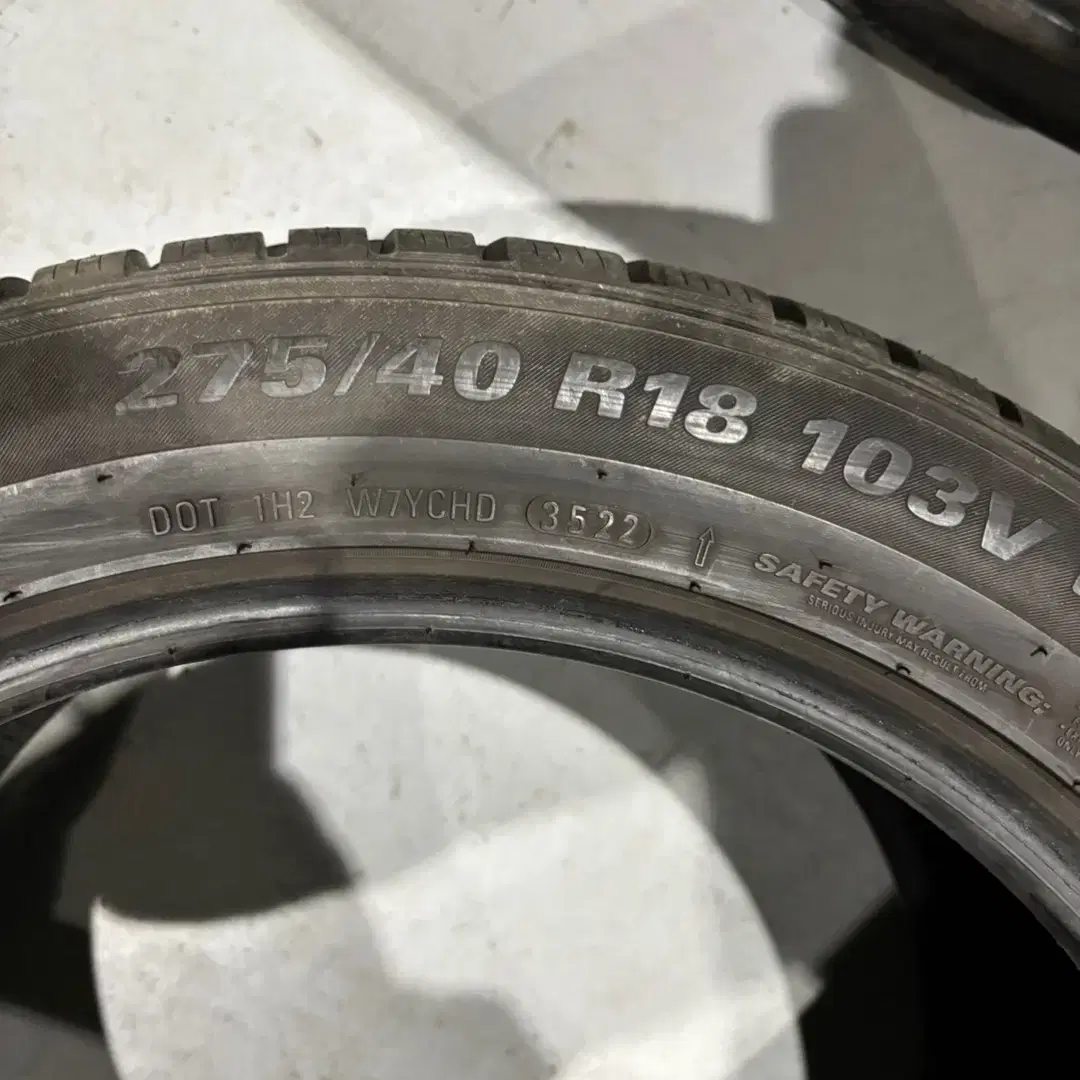 275/40 R18 103V
DOT 1H2 W7YCHD 3522
SAFETY WARNING:
SERIOUS INJURY MAY RESULT FROM